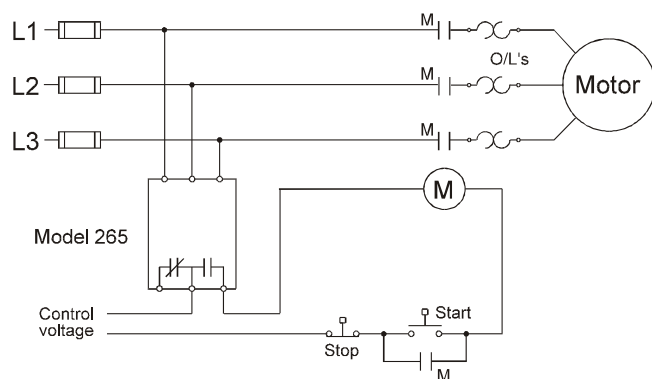 L1
M
O/L's
L2
M
Motor
L3
M
M
Model 265
Control
voltage
Start
Stop
M